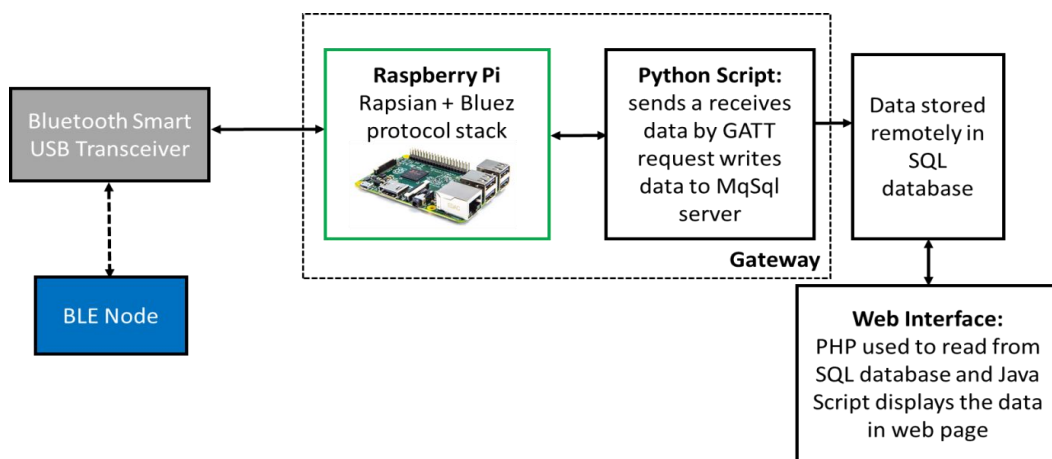 Raspberry Pi
Rapsian + Bluez
protocol stack
Python Script:
sends a receives
data by GATT
request writes
data to MqSql
server
Gateway
Bluetooth Smart
USB Transceiver
BLE Node
Data stored
remotely in
SQL
database
Web Interface:
PHP used to read from
SQL database and Java
Script displays the data
in web page